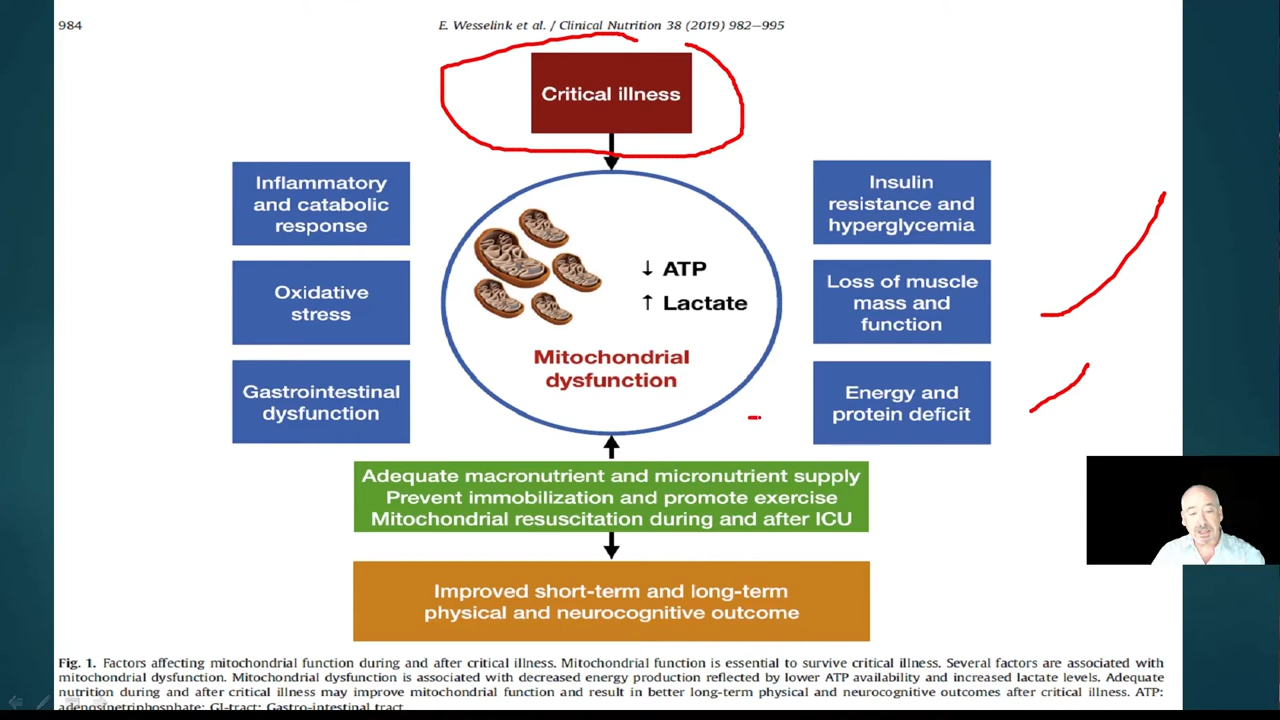 984
E. Wesselink et al. / Clinical Nutrition 38 (2019) 982–995
Critical illness
Inflammatory
and catabolic
response
Oxidative
stress
Gastrointestinal
dysfunction
↓ ATP
↑ Lactate
Mitochondrial
dysfunction
Insulin
resistance and
hyperglycemia
Loss of muscle
mass and
function
Energy and
protein deficit
Adequate macronutrient and micronutrient supply
Prevent immobilization and promote exercise
Mitochondrial resuscitation during and after ICU
Improved short-term and long-term
physical and neurocognitive outcome
Fig. 1. Factors affecting mitochondrial function during and after critical illness. Mitochondrial function is essential to survive critical illness. Several factors are associated with
mitochondrial dysfunction. Mitochondrial dysfunction is associated with decreased energy production reflected by lower ATP availability and increased lactate levels. Adequate
nutrition during and after critical illness may improve mitochondrial function and result in better long-term physical and neurocognitive outcomes after critical illness. ATP:
adenosinetriphosphate; GI-tract: Gastro-intestinal tract.